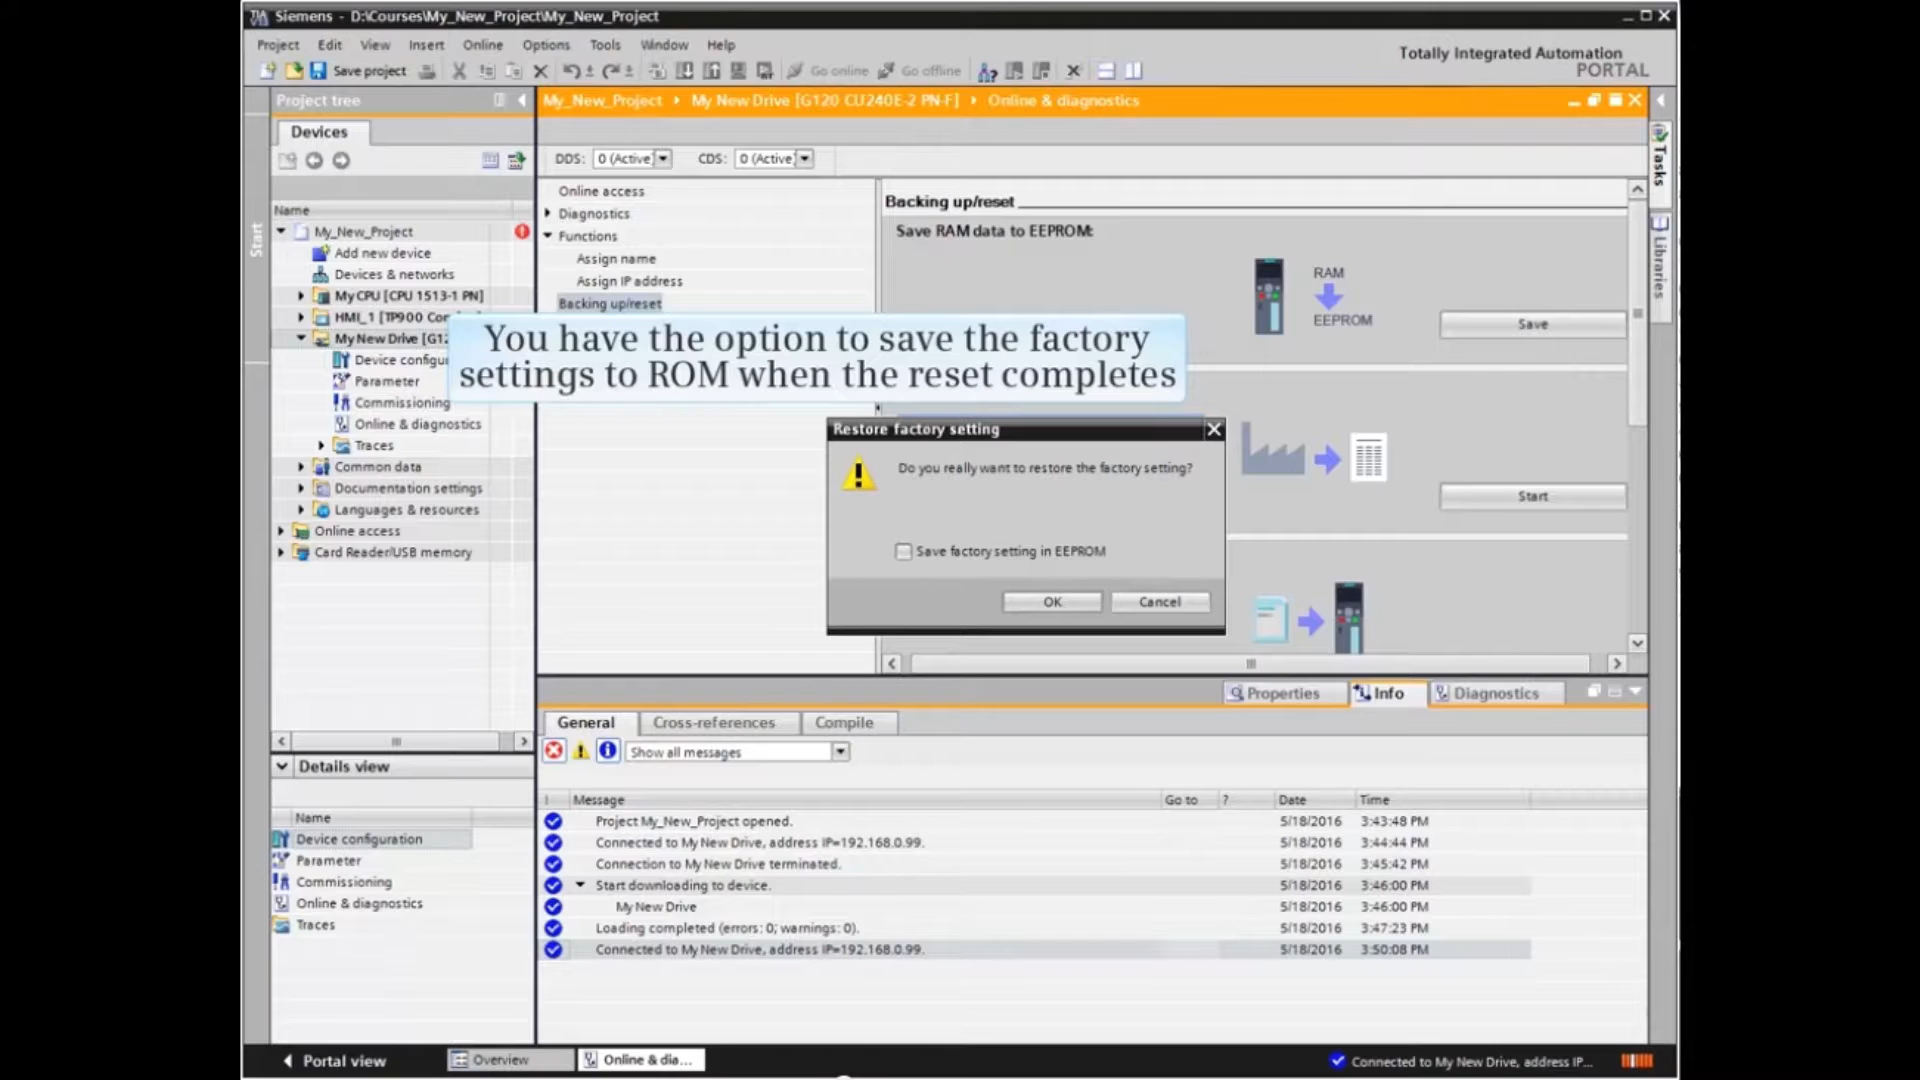 Siemens - D:\Courses\My_New_Project\My_New_Project
Project Edit View Insert Online Options Tools Window Help
Totally Integrated Automation
PORTAL
Save project Go online Go offline
Project tree
My_New_Project My New Drive [G120 CU240E-2 PN-F] Online & diagnostics
Devices
DDS: 0 (Active) CDS: 0 (Active)
Start
Tasks
Libraries
Name
My_New_Project
Add new device
Devices & networks
My CPU [CPU 1513-1 PN]
HMI_1 [TP900 Co
My New Drive [G12
Device configu
Parameter
Commissioning
Online & diagnostics
Traces
Common data
Documentation settings
Languages & resources
Online access
Card Reader/USB memory
Online access
Diagnostics
Functions
Assign name
Assign IP address
Backing up/reset
Backing up/reset
Save RAM data to EEPROM:
RAM
EEPROM
Save
Start
You have the option to save the factory
settings to ROM when the reset completes
Restore factory setting
Do you really want to restore the factory setting?
Save factory setting in EEPROM
OK Cancel
Properties Info Diagnostics
General Cross-references Compile
Show all messages
! Message Go to ? Date Time
Project My_New_Project opened. 5/18/2016 3:43:48 PM
Connected to My New Drive, address IP=192.168.0.99. 5/18/2016 3:44:44 PM
Connection to My New Drive terminated. 5/18/2016 3:45:42 PM
Start downloading to device. 5/18/2016 3:46:00 PM
My New Drive 5/18/2016 3:46:00 PM
Loading completed (errors: 0; warnings: 0). 5/18/2016 3:47:23 PM
Connected to My New Drive, address IP=192.168.0.99. 5/18/2016 3:50:08 PM
Details view
Name
Device configuration
Parameter
Commissioning
Online & diagnostics
Traces
Portal view Overview Online & dia...
Connected to My New Drive, address IP...